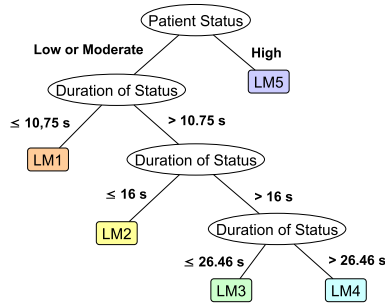 Patient Status
Low or Moderate
High
Duration of Status
LM5
≤ 10,75 s
> 10.75 s
LM1
Duration of Status
≤ 16 s
> 16 s
LM2
Duration of Status
≤ 26.46 s
> 26.46 s
LM3
LM4